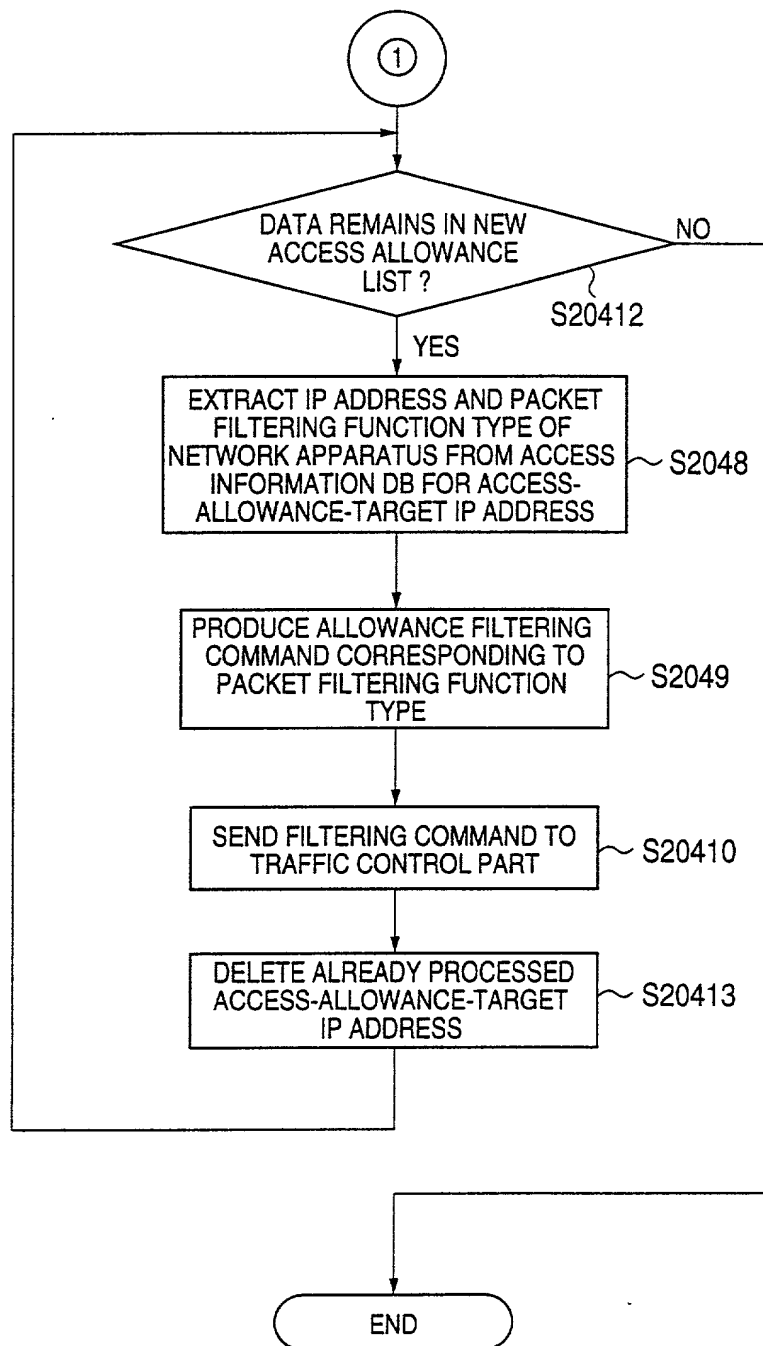 1
DATA REMAINS IN NEW
ACCESS ALLOWANCE
LIST ?
NO
S20412
YES
EXTRACT IP ADDRESS AND PACKET
FILTERING FUNCTION TYPE OF
NETWORK APPARATUS FROM ACCESS
INFORMATION DB FOR ACCESS-
ALLOWANCE-TARGET IP ADDRESS
S2048
PRODUCE ALLOWANCE FILTERING
COMMAND CORRESPONDING TO
PACKET FILTERING FUNCTION
TYPE
S2049
SEND FILTERING COMMAND TO
TRAFFIC CONTROL PART
S20410
DELETE ALREADY PROCESSED
ACCESS-ALLOWANCE-TARGET
IP ADDRESS
S20413
END